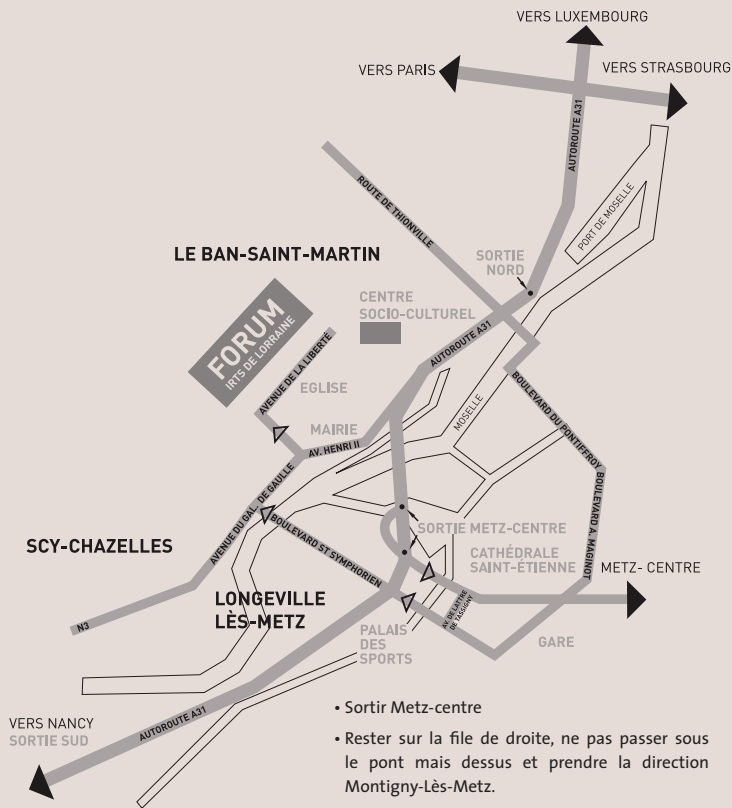 VERS LUXEMBOURG
VERS PARIS
VERS STRASBOURG
AUTOROUTE A31
ROUTE DE THIONVILLE
PORT DE MOSELLE
LE BAN-SAINT-MARTIN
SORTIE
NORD
CENTRE
SOCIO-CULTUREL
FORUM
IRTS DE LORRAINE
AUTOROUTE A31
AVENUE DE LA LIBERTÉ
EGLISE
MOSELLE
BOULEVARD DU PONTIFFROY
MAIRIE
AV. HENRI II
AVENUE DU GAL. DE GAULLE
BOULEVARD A. MAGINOT
SORTIE METZ-CENTRE
BOULEVARD ST SYMPHORIEN
SCY-CHAZELLES
CATHÉDRALE
SAINT-ÉTIENNE
METZ- CENTRE
LONGEVILLE
LÈS-METZ
AV. DE LATTRE
DE TASSIGNY
N3
PALAIS
DES
SPORTS
GARE
VERS NANCY
SORTIE SUD
AUTOROUTE A31
• Sortir Metz-centre
• Rester sur la file de droite, ne pas passer sous
le pont mais dessus et prendre la direction
Montigny-Lès-Metz.